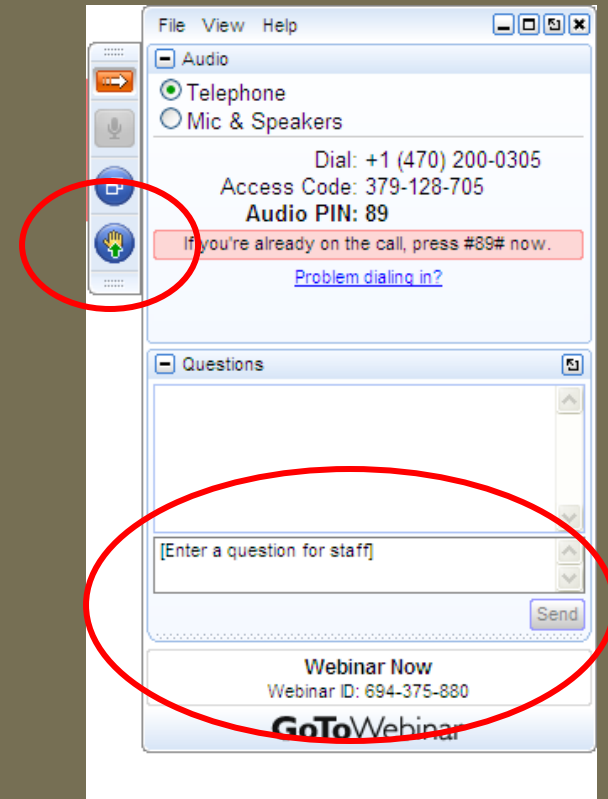 File View Help
Audio
Telephone
Mic & Speakers
Dial: +1 (470) 200-0305
Access Code: 379-128-705
Audio PIN: 89
If you're already on the call, press #89# now.
Problem dialing in?
Questions
[Enter a question for staff]
Send
Webinar Now
Webinar ID: 694-375-880
GoToWebinar